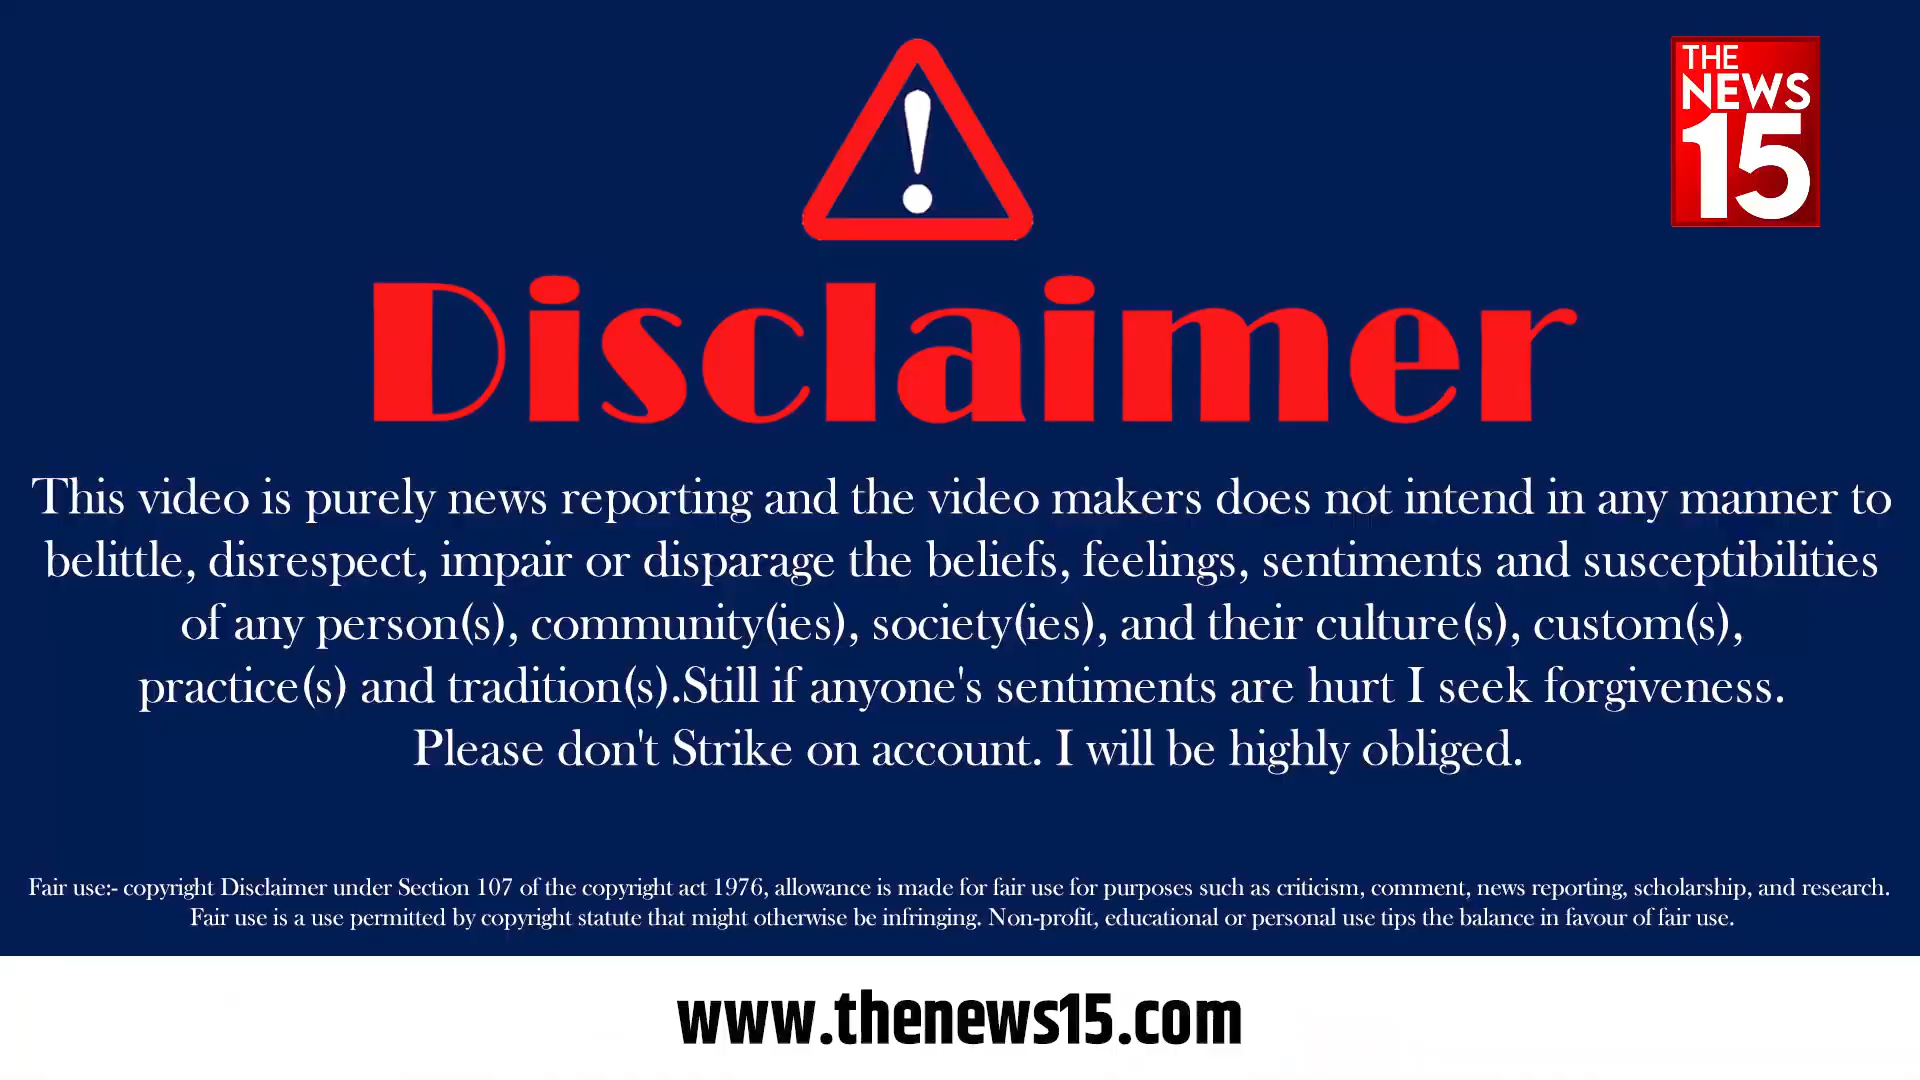 THE
NEWS
15
Disclaimer
This video is purely news reporting and the video makers does not intend in any manner to
belittle, disrespect, impair or disparage the beliefs, feelings, sentiments and susceptibilities
of any person(s), community(ies), society(ies), and their culture(s), custom(s),
practice(s) and tradition(s).Still if anyone's sentiments are hurt I seek forgiveness.
Please don't Strike on account. I will be highly obliged.
Fair use:- copyright Disclaimer under Section 107 of the copyright act 1976, allowance is made for fair use for purposes such as criticism, comment, news reporting, scholarship, and research.
Fair use is a use permitted by copyright statute that might otherwise be infringing. Non-profit, educational or personal use tips the balance in favour of fair use.
www.thenews15.com